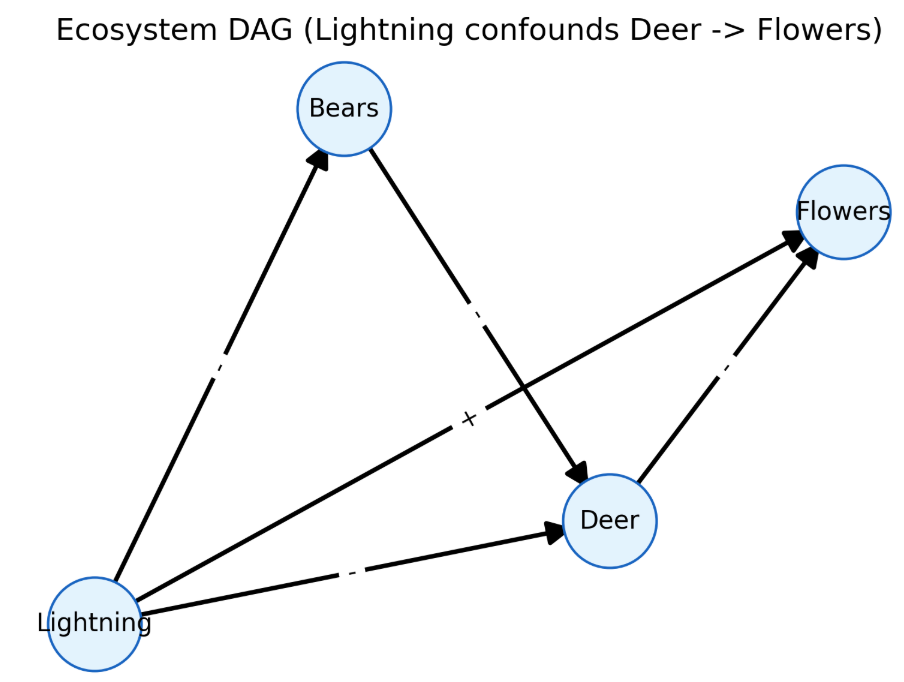 Ecosystem DAG (Lightning confounds Deer -> Flowers)
Bears
Flowers
-
-
+
-
Deer
-
Lightning